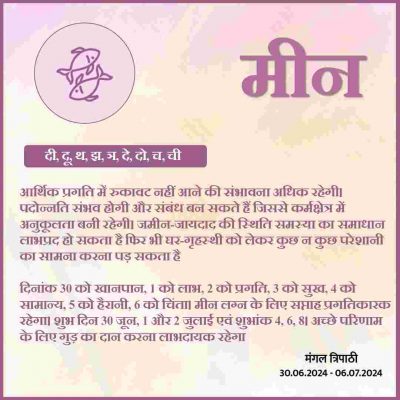 मीन
दी, दू, थ, झ, त्र, दे, दो, च, ची
आर्थिक प्रगति में रुकावट नहीं आने की संभावना अधिक रहेगी।
पदोन्नति संभव होगी और संबंध बन सकते हैं जिससे कर्मक्षेत्र में
अनुकूलता बनी रहेगी। जमीन-जायदाद की स्थिति समस्या का समाधान
लाभप्रद हो सकता है फिर भी घर-गृहस्थी को लेकर कुछ न कुछ परेशानी
का सामना करना पड़ सकता है
दिनांक 30 को खानपान, 1 को लाभ, 2 को प्रगति, 3 को सुख, 4 को
सामान्य, 5 को हैरानी, 6 को चिंता। मीन लग्न के लिए सप्ताह प्रगतिकारक
रहेगा। शुभ दिन 30 जून, 1 और 2 जुलाई एवं शुभांक 4, 6, 8। अच्छे परिणाम
के लिए गुड़ का दान करना लाभदायक रहेगा
मंगल त्रिपाठी
30.06.2024 - 06.07.2024